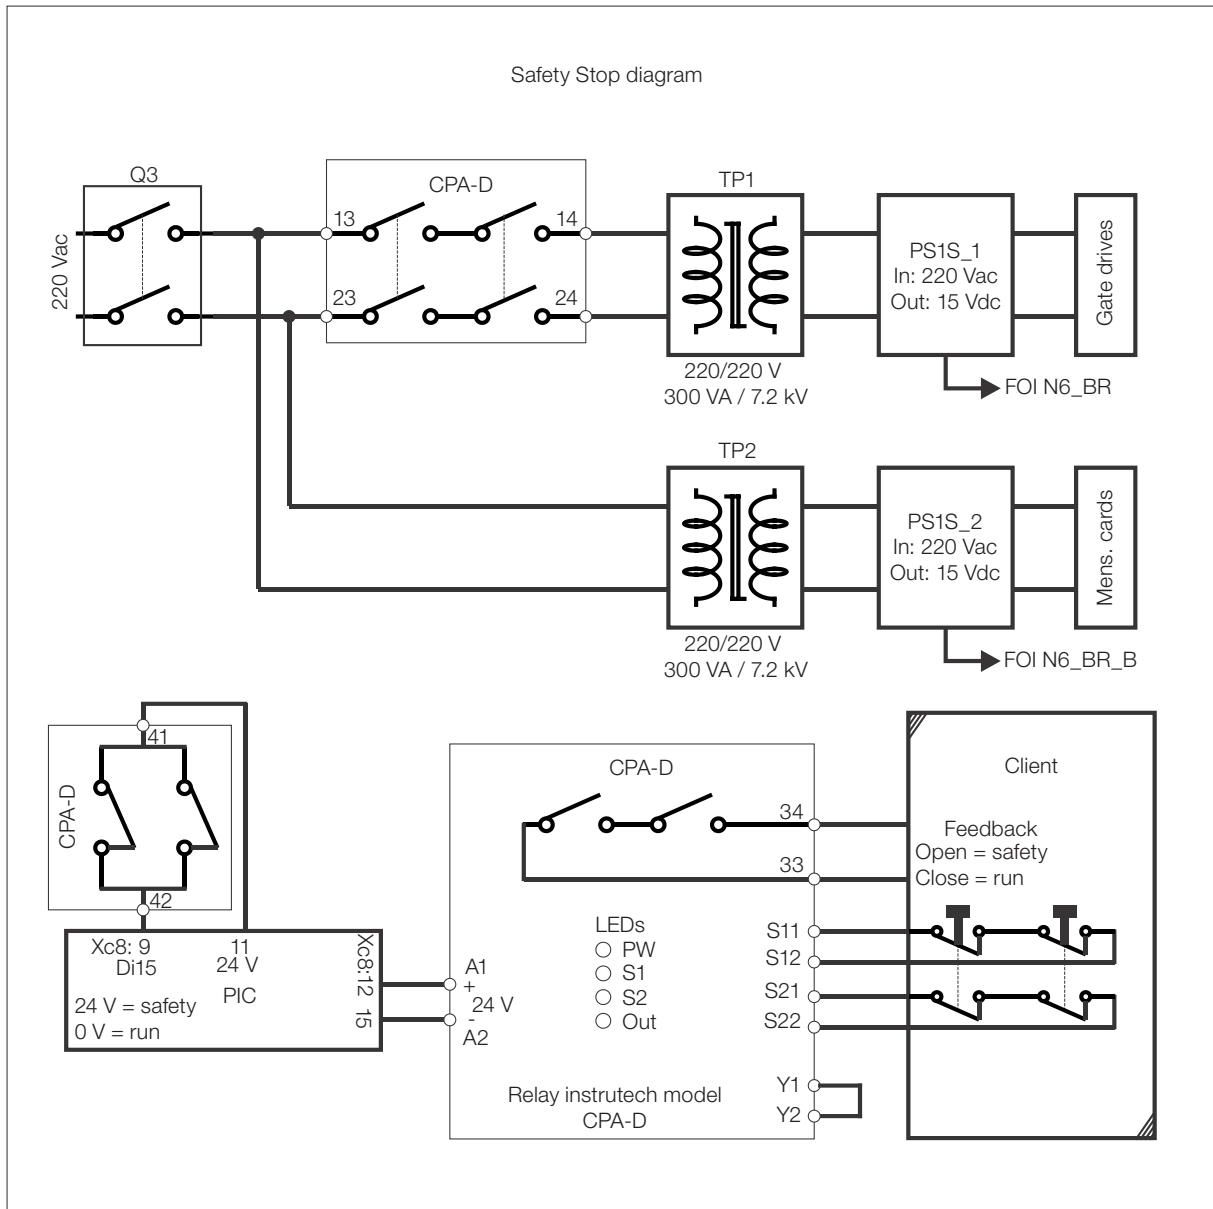 Safety Stop diagram
Q3
220 Vac
CPA-D
13
14
23
24
TP1
220/220 V
300 VA / 7.2 kV
PS1S_1
In: 220 Vac
Out: 15 Vdc
Gate drives
FOI N6_BR
TP2
220/220 V
300 VA / 7.2 kV
PS1S_2
In: 220 Vac
Out: 15 Vdc
Mens. cards
FOI N6_BR_B
41
CPA-D
42
Xc8: 9
Di15
11
24 V
PIC
24 V = safety
0 V = run
Xc8:12
15
CPA-D
34
33
A1
+
24 V
-
A2
LEDs
PW
S1
S2
Out
S11
S12
S21
S22
Y1
Y2
Relay instrutech model
CPA-D
Client
Feedback
Open = safety
Close = run